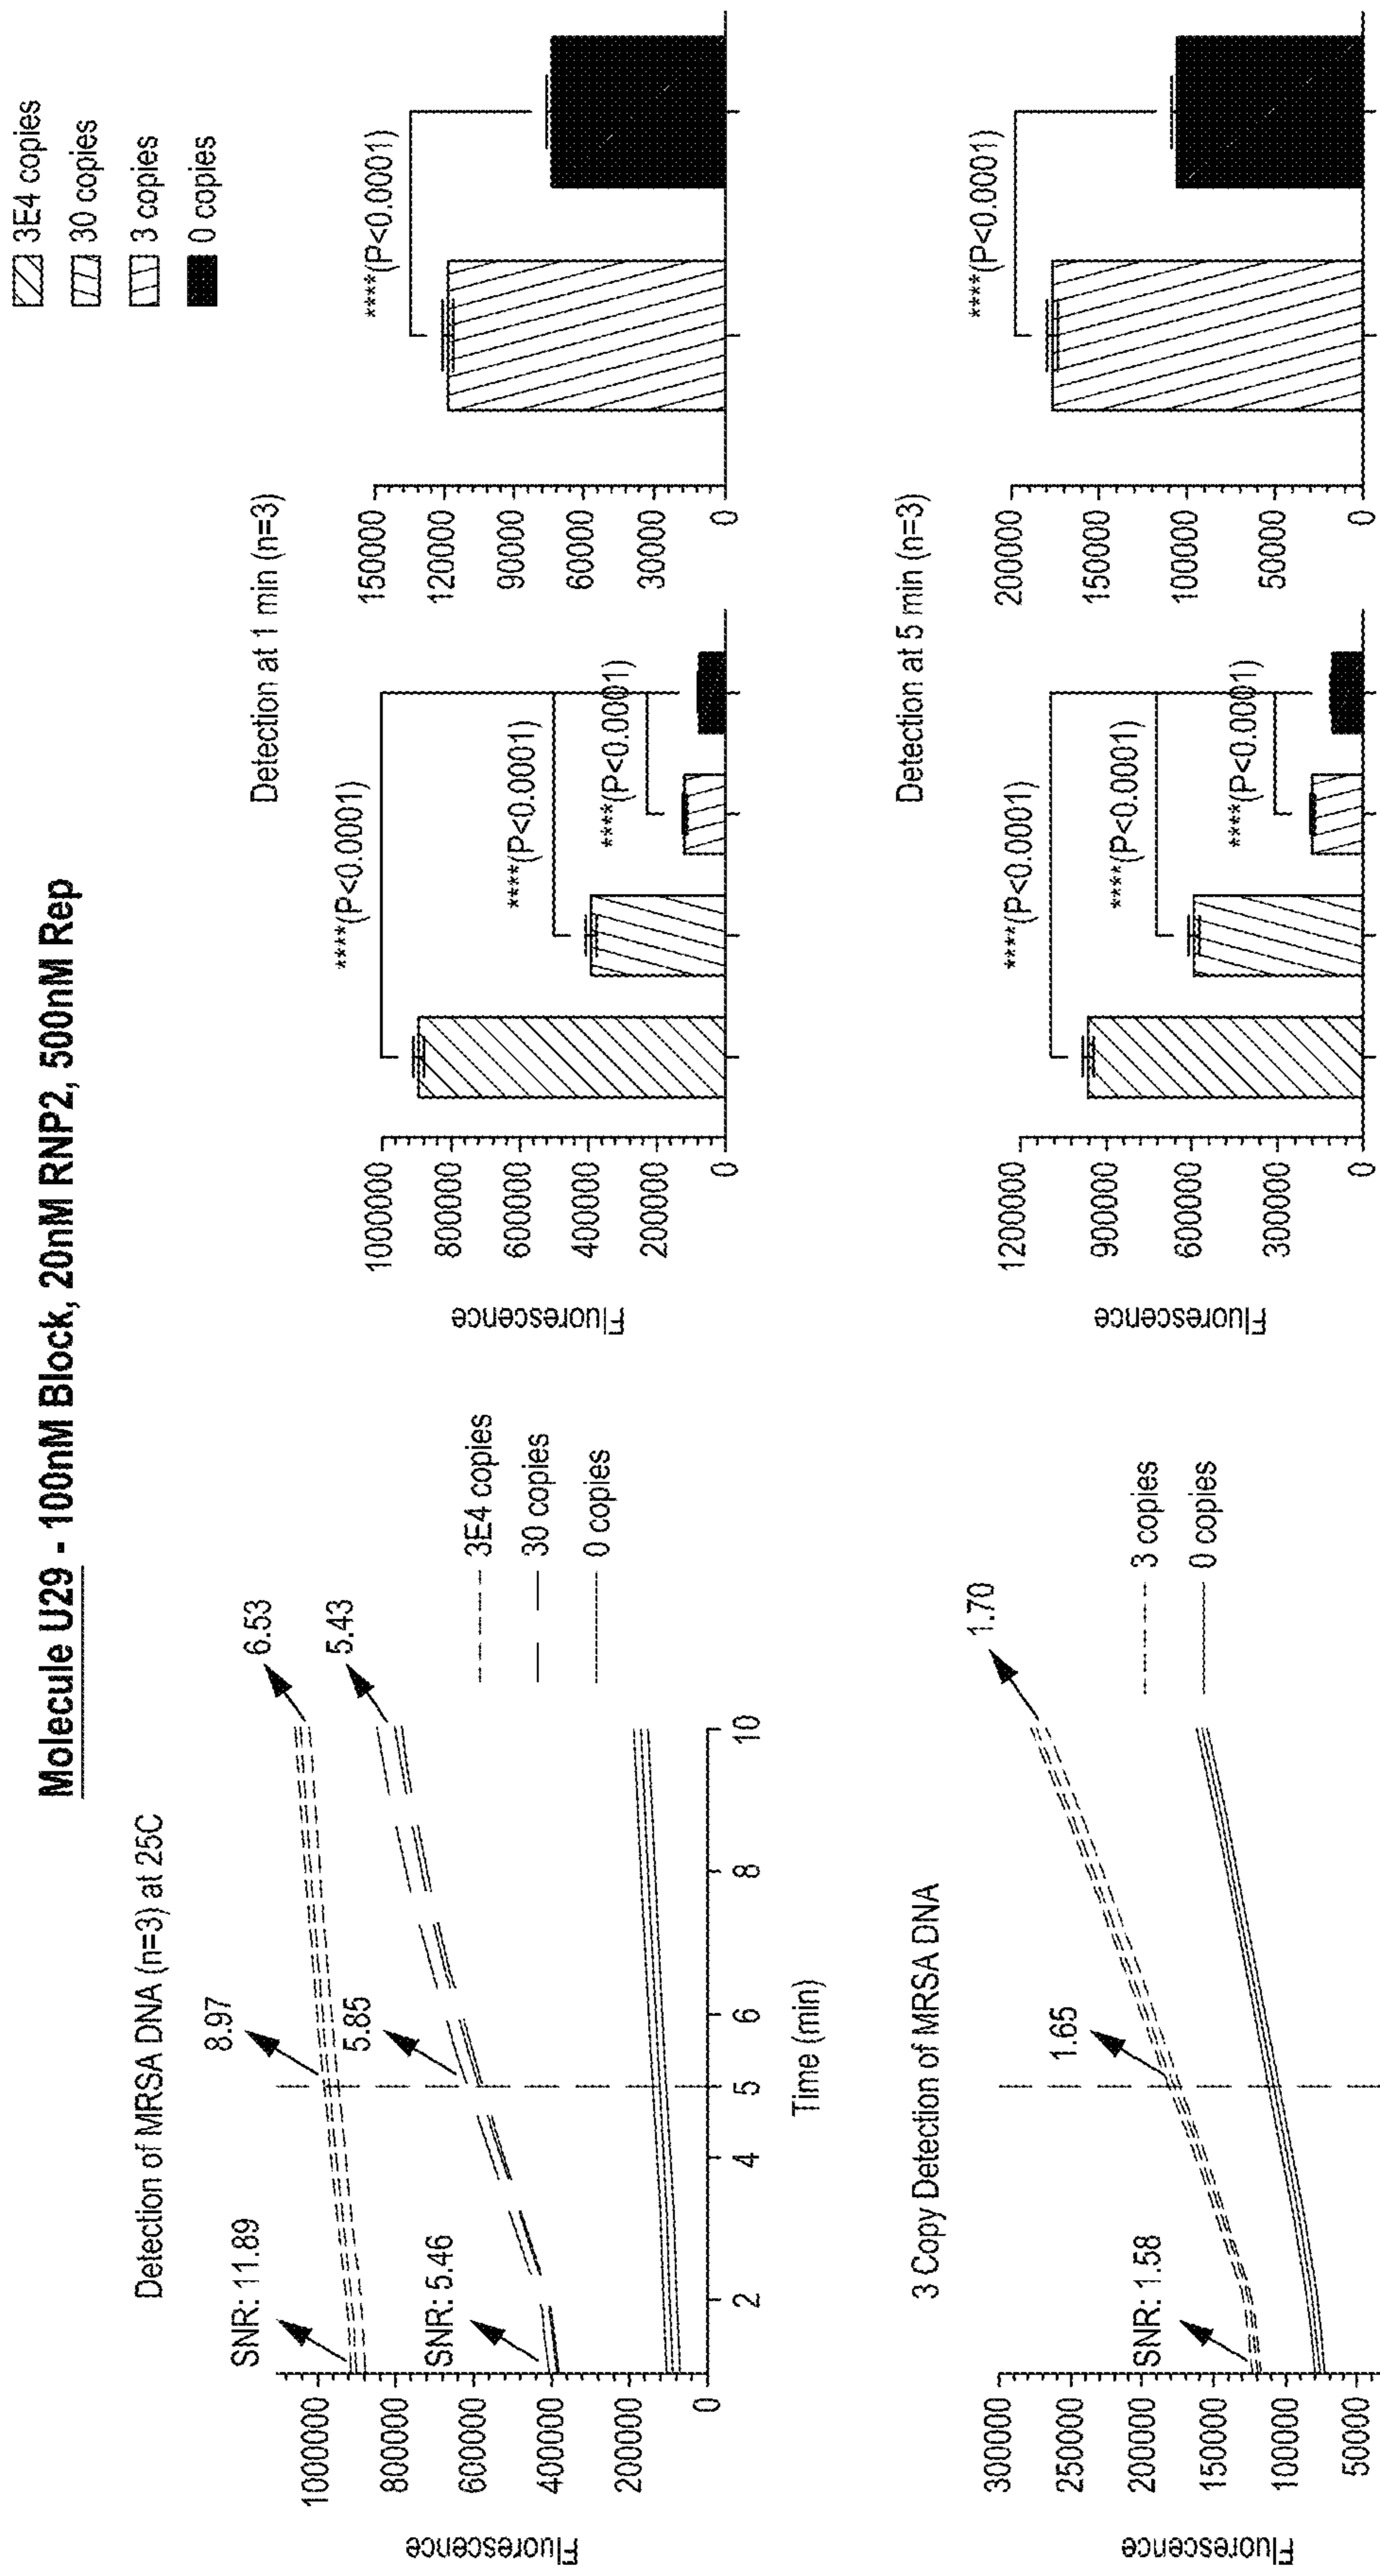 Molecule U29 - 100nM Block, 20nM RNP2, 500nM Rep
Detection of MRSA DNA (n=3) at 25C
Fluorescence
1000000
800000
600000
400000
200000
0
SNR: 11.89
8.97
6.53
SNR: 5.46
5.85
5.43
2
4
5
6
8
10
Time (min)
3E4 copies
30 copies
0 copies
3 Copy Detection of MRSA DNA
Fluorescence
300000
250000
200000
150000
100000
50000
SNR: 1.58
1.65
1.70
3 copies
0 copies
3E4 copies
30 copies
3 copies
0 copies
Detection at 1 min (n=3)
Fluorescence
1000000
800000
600000
400000
200000
0
****(P<0.0001)
****(P<0.0001)
****(P<0.0001)
150000
120000
90000
60000
30000
0
****(P<0.0001)
Detection at 5 min (n=3)
Fluorescence
1200000
900000
600000
300000
0
****(P<0.0001)
****(P<0.0001)
****(P<0.0001)
200000
150000
100000
50000
0
****(P<0.0001)